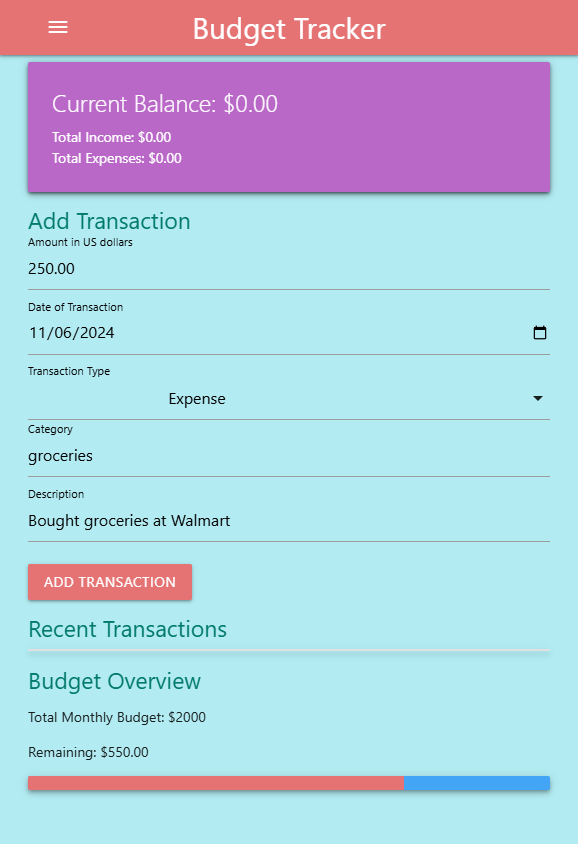 Budget Tracker
Current Balance: $0.00
Total Income: $0.00
Total Expenses: $0.00
Add Transaction
Amount in US dollars
250.00
Date of Transaction
11/06/2024
Transaction Type
Expense
Category
groceries
Description
Bought groceries at Walmart
ADD TRANSACTION
Recent Transactions
Budget Overview
Total Monthly Budget: $2000
Remaining: $550.00